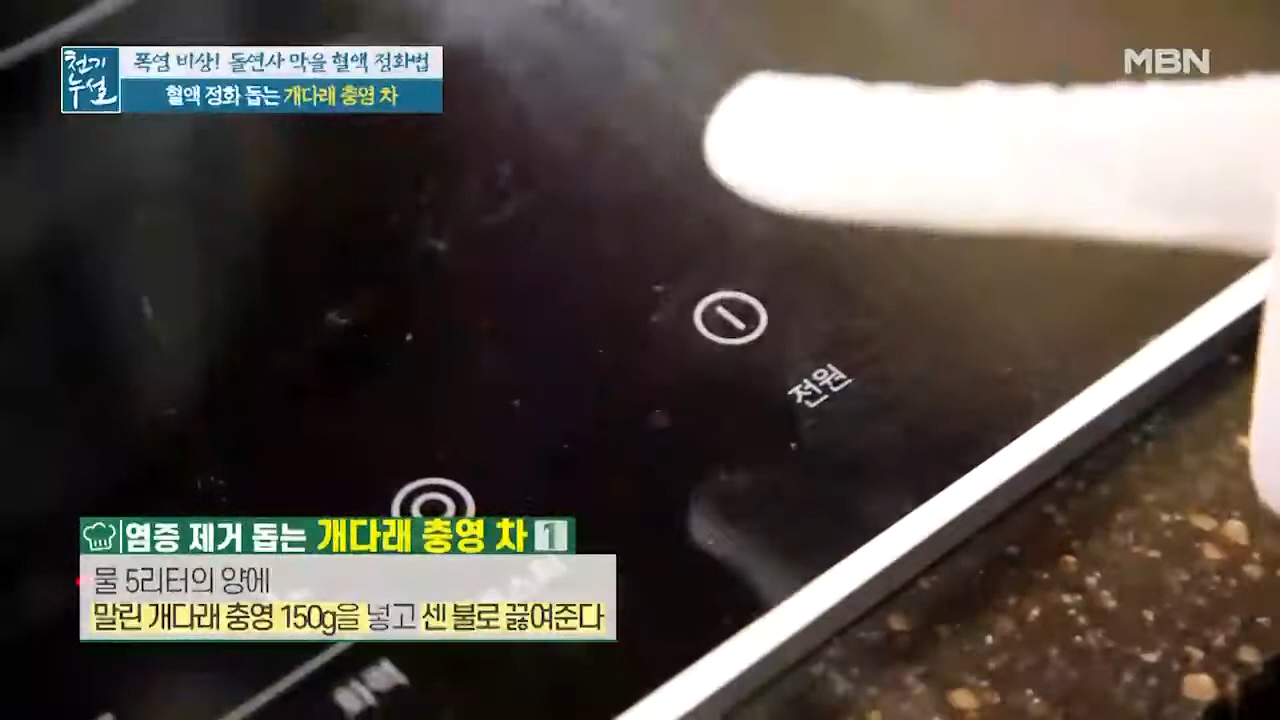 천기누설
폭염 비상! 돌연사 막을 혈액 정화법
혈액 정화 돕는 개다래 충영 차
MBN
전원
염증 제거 돕는 개다래 충영 차 1
물 5리터의 양에
말린 개다래 충영 150g을 넣고 센 불로 끓여준다
화력